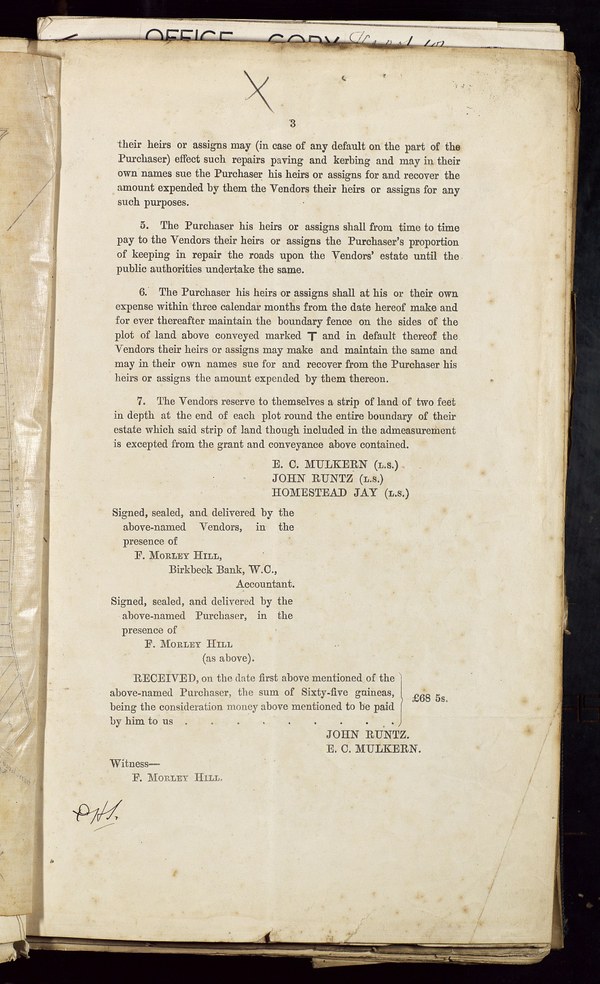 OFFICE COPY
3
their heirs or assigns may (in case of any default on the part of the
Purchaser) effect such repairs paving and kerbing and may in their
own names sue the Purchaser his heirs or assigns for and recover the
amount expended by them the Vendors their heirs or assigns for any
such purposes.
5. The Purchaser his heirs or assigns shall from time to time
pay to the Vendors their heirs or assigns the Purchaser's proportion
of keeping in repair the roads upon the Vendors' estate until the
public authorities undertake the same.
6. The Purchaser his heirs or assigns shall at his or their own
expense within three calendar months from the date hereof make and
for ever thereafter maintain the boundary fence on the sides of the
plot of land above conveyed marked T and in default thereof the
Vendors their heirs or assigns may make and maintain the same and
may in their own names sue for and recover from the Purchaser his
heirs or assigns the amount expended by them thereon.
7. The Vendors reserve to themselves a strip of land of two feet
in depth at the end of each plot round the entire boundary of their
estate which said strip of land though included in the admeasurement
is excepted from the grant and conveyance above contained.
E. C. MULKERN (L.S.)
JOHN RUNTZ (L.S.)
HOMESTEAD JAY (L.S.)
Signed, sealed, and delivered by the
above-named Vendors, in the
presence of
F. MORLEY HILL,
Birkbeck Bank, W.C.,
Accountant.
Signed, sealed, and delivered by the
above-named Purchaser, in the
presence of
F. MORLEY HILL
(as above).
RECEIVED, on the date first above mentioned of the
above-named Purchaser, the sum of Sixty-five guineas,
being the consideration money above mentioned to be paid
by him to us . . . . . . . . .
£68 5s.
JOHN RUNTZ.
E. C. MULKERN.
Witness—
F. MORLEY HILL.